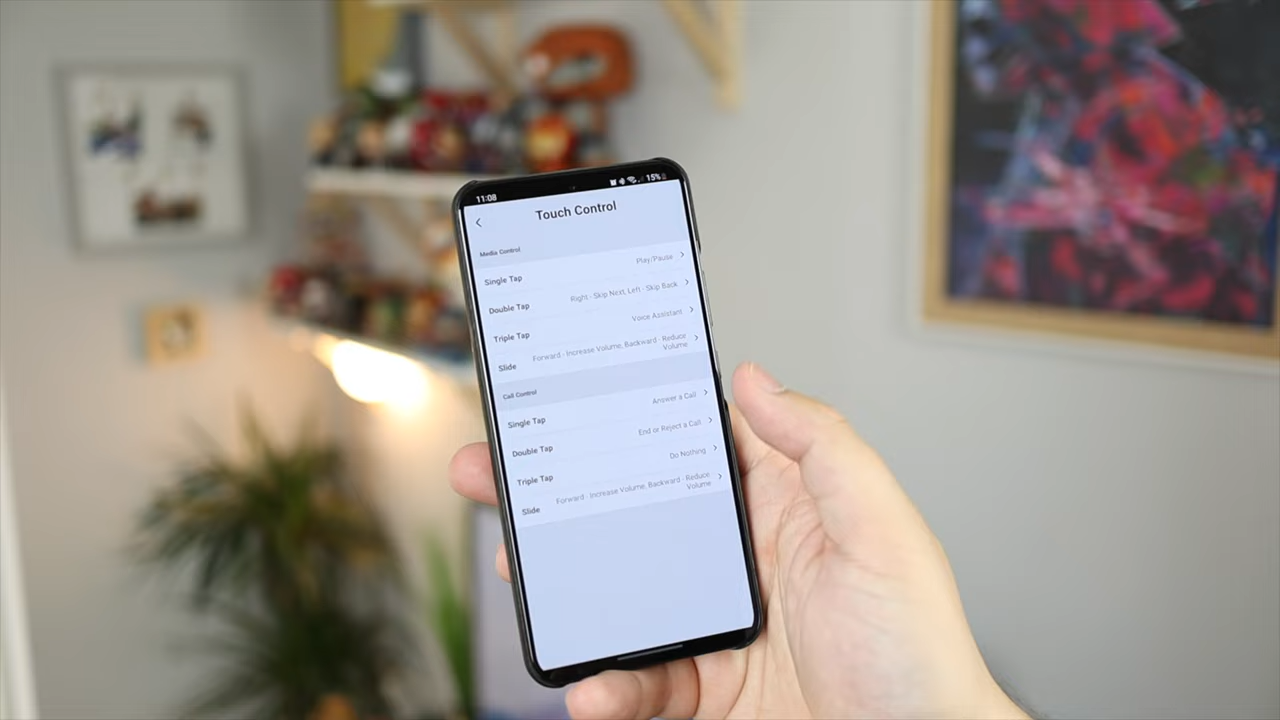 11:08 15%
Touch Control
Media Control
Single Tap Play/Pause
Double Tap Right - Skip Next, Left - Skip Back
Triple Tap Voice Assistant
Slide Forward - Increase Volume, Backward - Reduce
Volume
Call Control
Single Tap Answer a Call
Double Tap End or Reject a Call
Triple Tap Do Nothing
Slide Forward - Increase Volume, Backward - Reduce
Volume